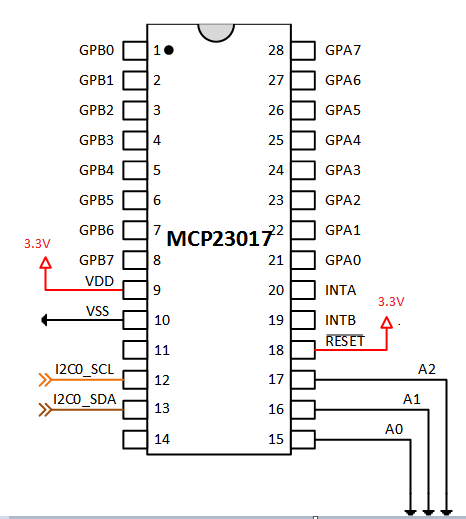 GPB0 1 28 GPA7
GPB1 2 27 GPA6
GPB2 3 26 GPA5
GPB3 4 25 GPA4
GPB4 5 24 GPA3
GPB5 6 23 GPA2
GPB6 7 22 GPA1
MCP23017
3.3V
GPB7 8 21 GPA0
VDD 9 20 INTA
3.3V
VSS 10 19 INTB .
RESET
11 18
I2C0_SCL 12 17 A2
I2C0_SDA 13 16 A1
14 15 A0